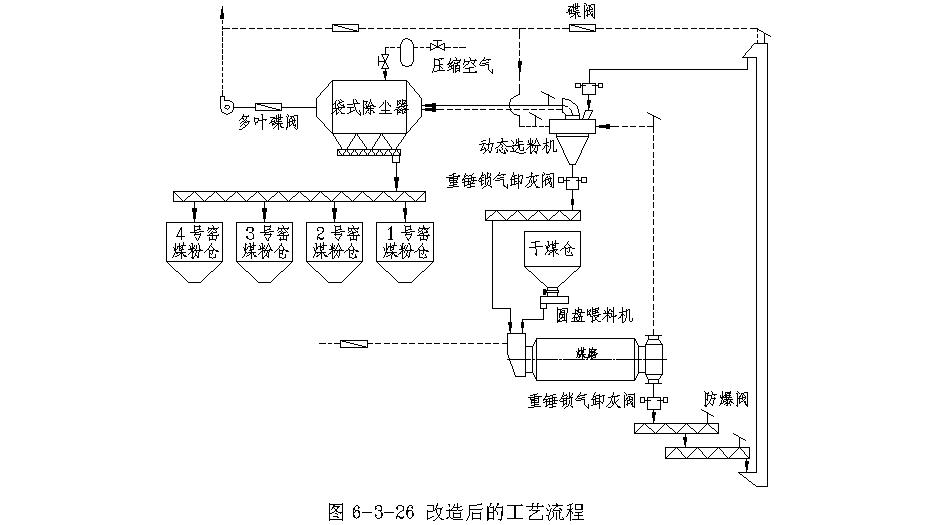 碟阀
压缩空气
袋式除尘器
多叶碟阀
动态选粉机
重锤锁气卸灰阀
4号窑
煤粉仓
3号窑
煤粉仓
2号窑
煤粉仓
1号窑
煤粉仓
干煤仓
圆盘喂料机
煤磨
重锤锁气卸灰阀
防爆阀
图 6-3-26 改造后的工艺流程